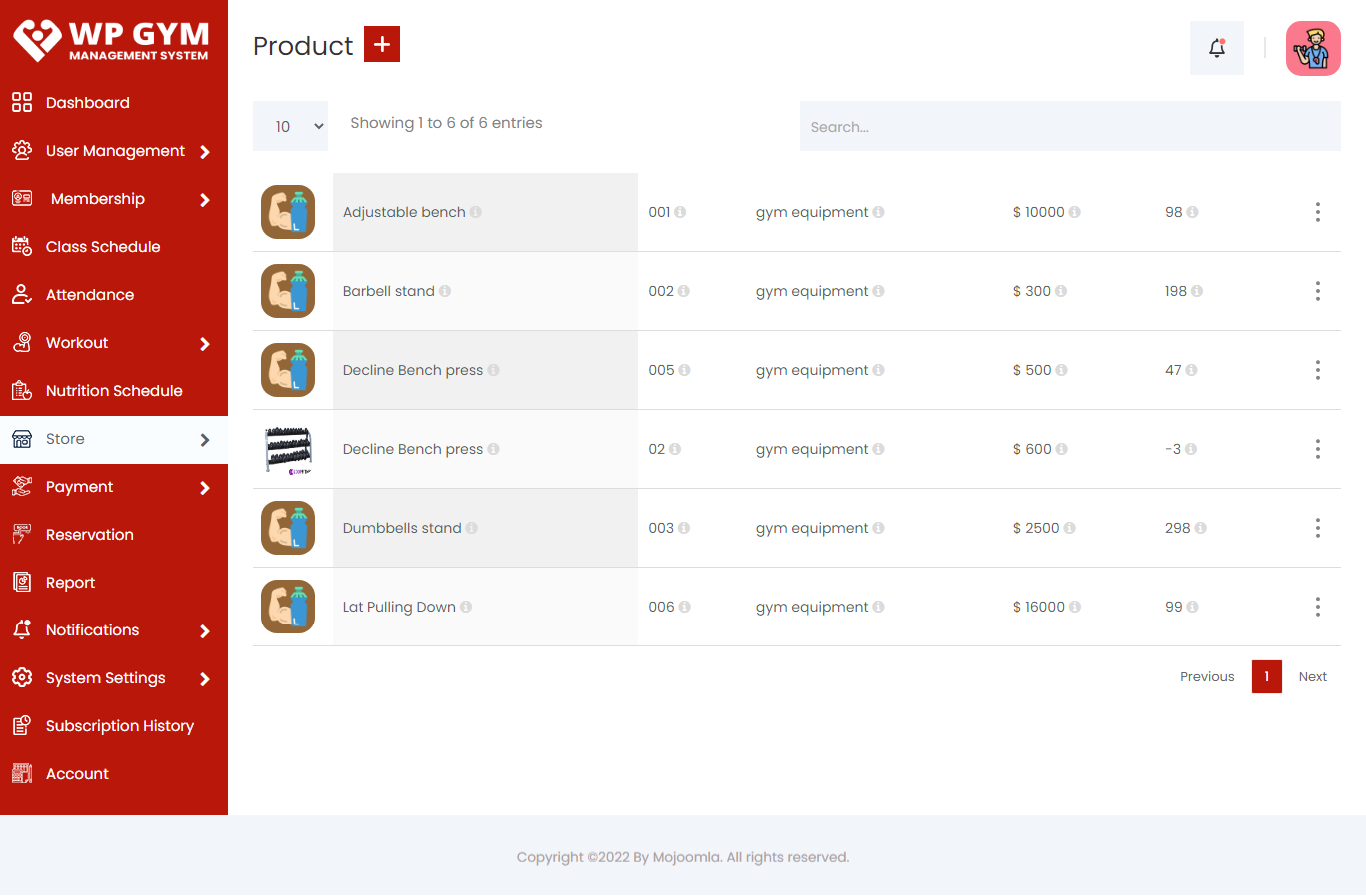 WP GYM
MANAGEMENT SYSTEM
Dashboard
User Management
Membership
Class Schedule
Attendance
Workout
Nutrition Schedule
Store
Payment
Reservation
Report
Notifications
System Settings
Subscription History
Account
Product +
10 Showing 1 to 6 of 6 entries Search...
L Adjustable bench 001 gym equipment $ 10000 98
L Barbell stand 002 gym equipment $ 300 198
L Decline Bench press 005 gym equipment $ 500 47
Decline Bench press 02 gym equipment $ 600 -3
L Dumbbells stand 003 gym equipment $ 2500 298
L Lat Pulling Down 006 gym equipment $ 16000 99
Previous 1 Next
Copyright ©2022 By Mojoomla. All rights reserved.